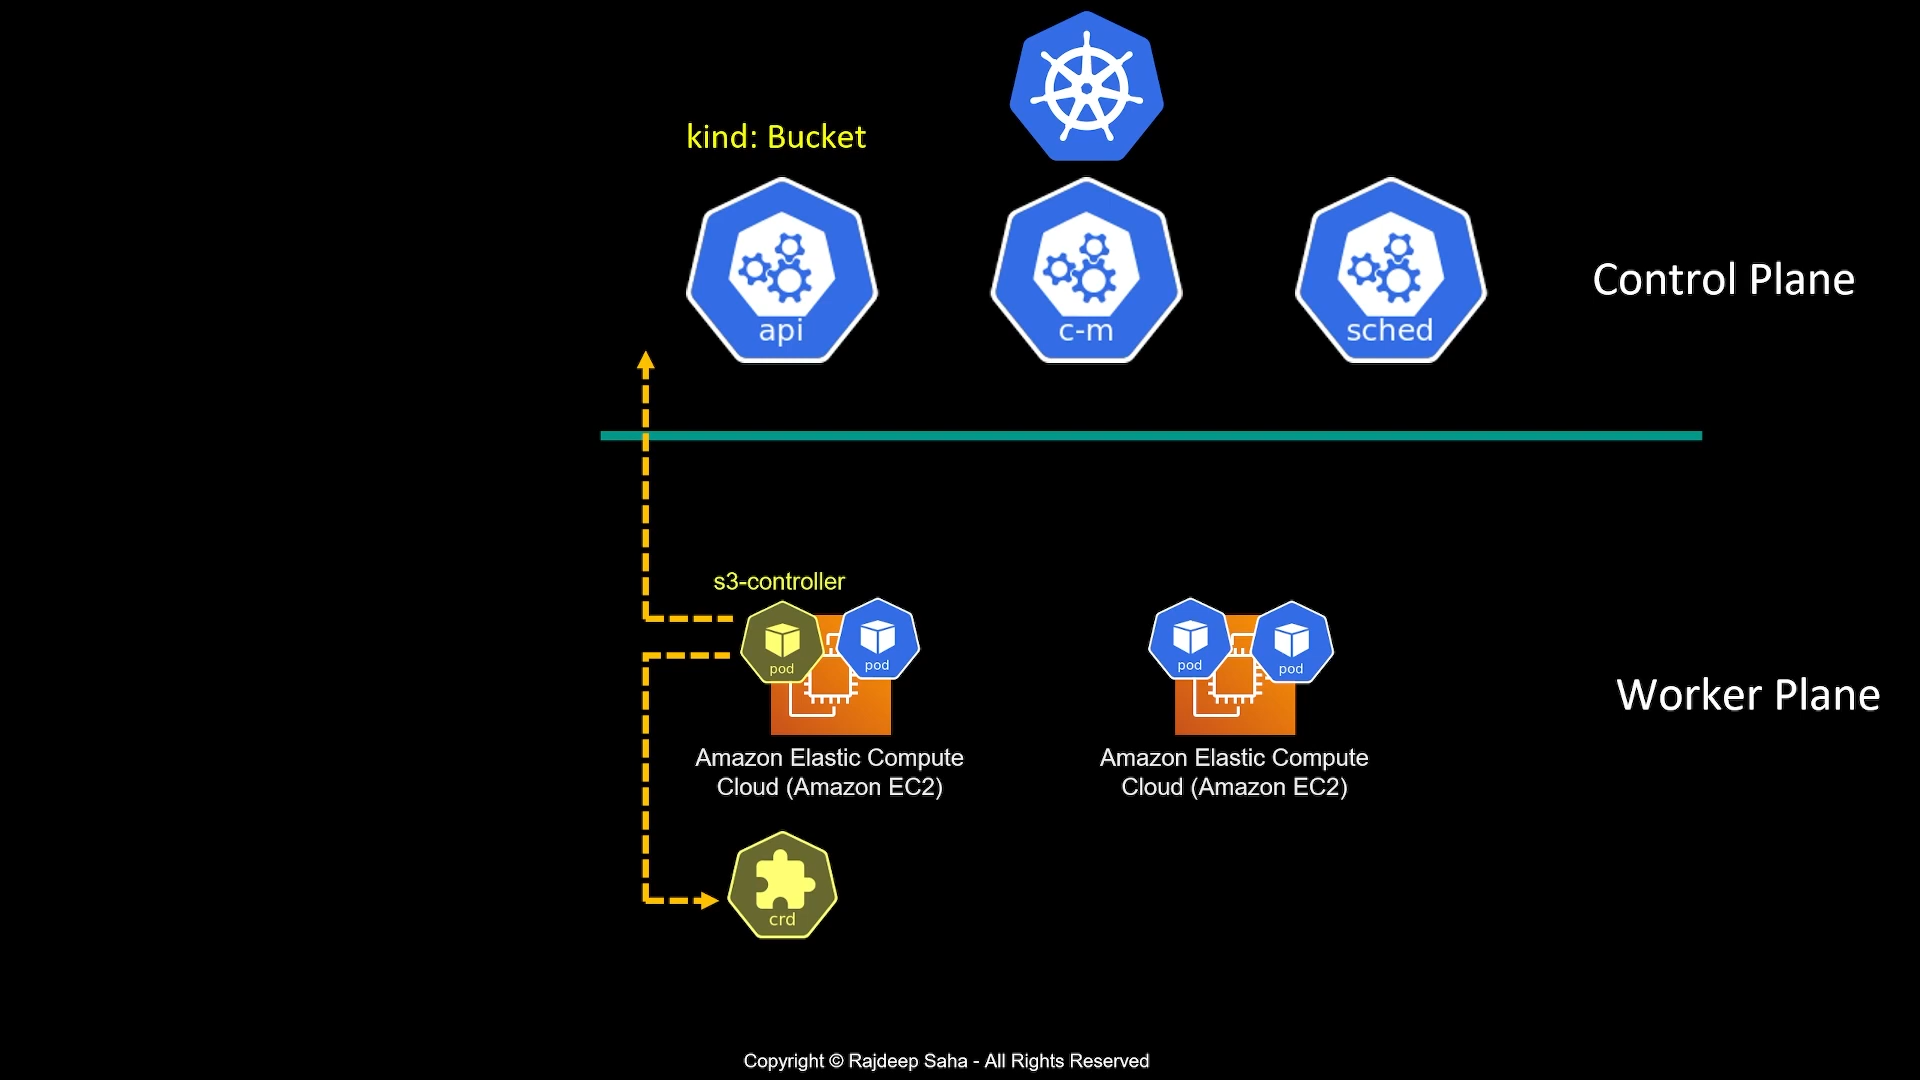 kind: Bucket
api
c-m
sched
Control Plane
s3-controller
pod
pod
pod
pod
Worker Plane
Amazon Elastic Compute
Cloud (Amazon EC2)
Amazon Elastic Compute
Cloud (Amazon EC2)
crd
Copyright © Rajdeep Saha - All Rights Reserved